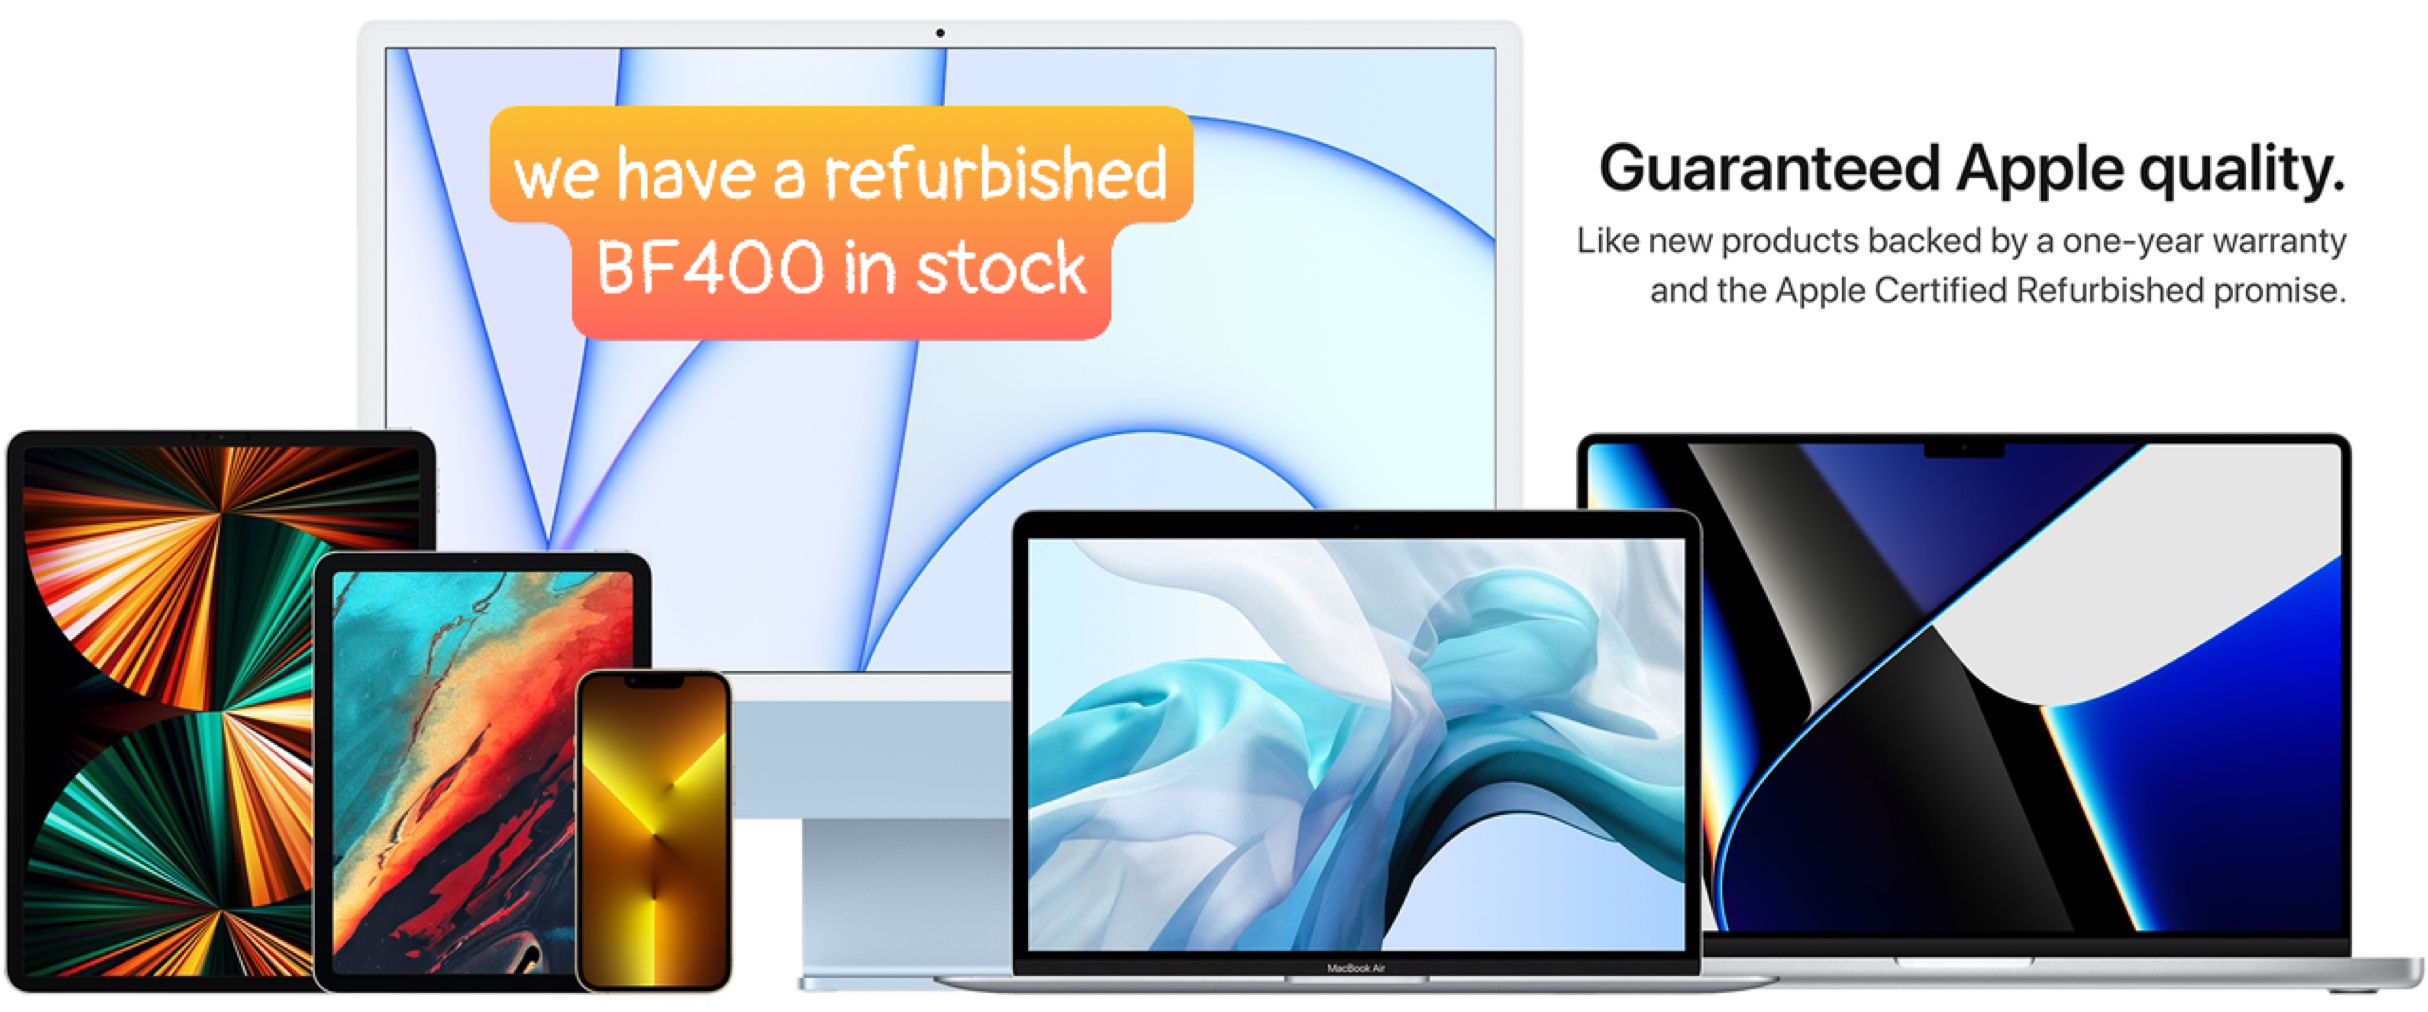 we have a refurbished
BF400 in stock
Guaranteed Apple quality.
Like new products backed by a one-year warranty
and the Apple Certified Refurbished promise.
MacBook Air